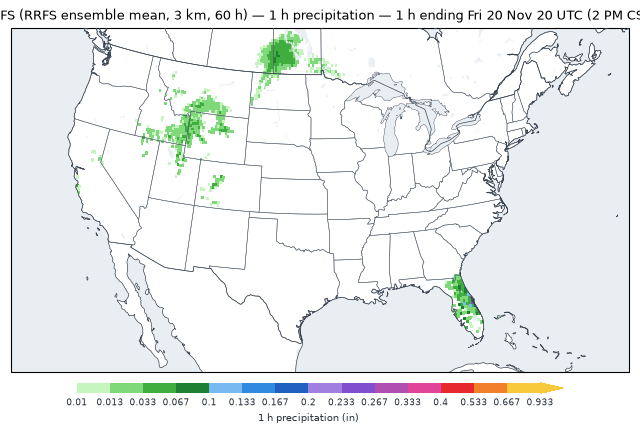 FS (RRFS ensemble mean, 3 km, 60 h) — 1 h precipitation — 1 h ending Fri 20 Nov 20 UTC (2 PM CS
0.01 0.013 0.033 0.067 0.1 0.133 0.167 0.2 0.233 0.267 0.333 0.4 0.533 0.667 0.933
1 h precipitation (in)